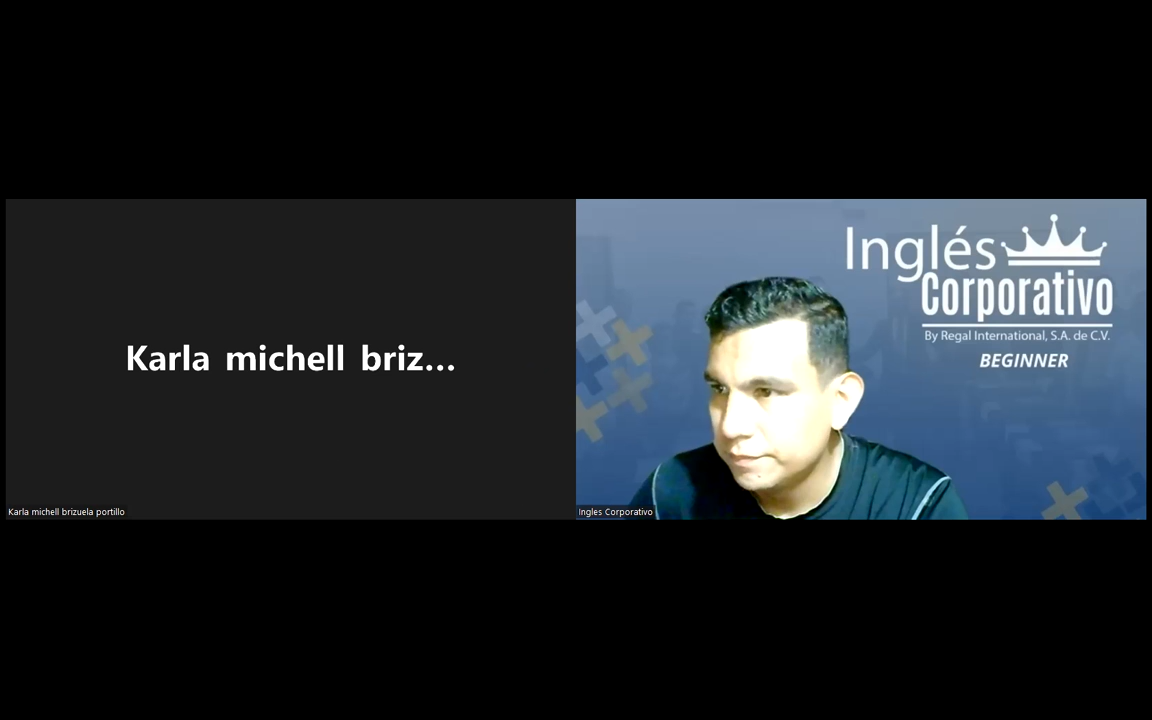 Karla michell briz...
Karla michell brizuela portillo
Inglés
Corporativo
By Regal International, S.A. de C.V.
BEGINNER
Ingles Corporativo